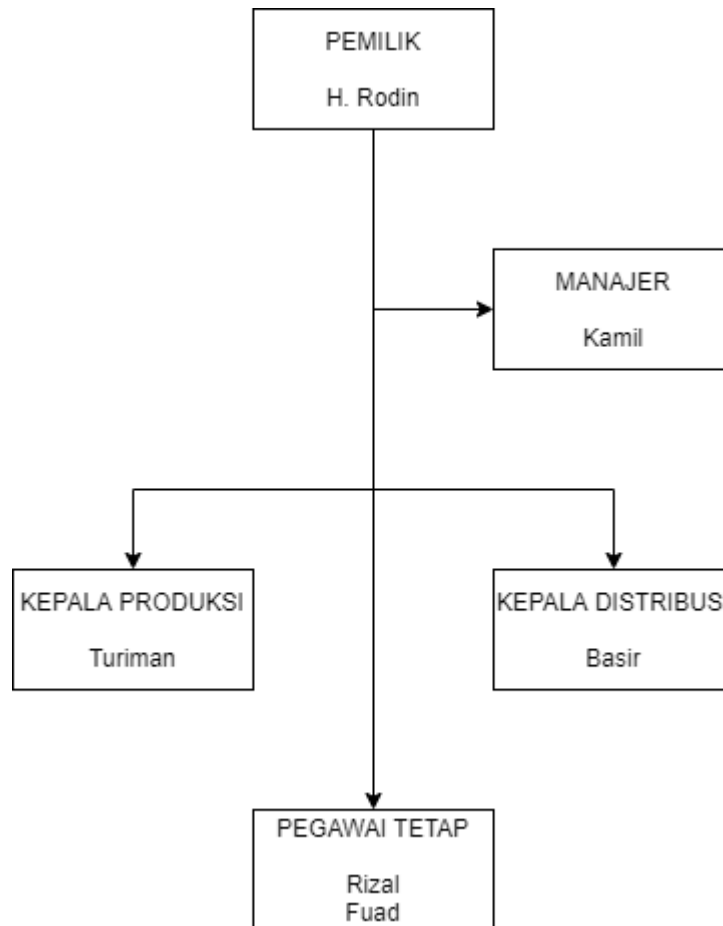 PEMILIK
H. Rodin
MANAJER
Kamil
KEPALA PRODUKSI
Turiman
KEPALA DISTRIBUS
Basir
PEGAWAI TETAP
Rizal
Fuad